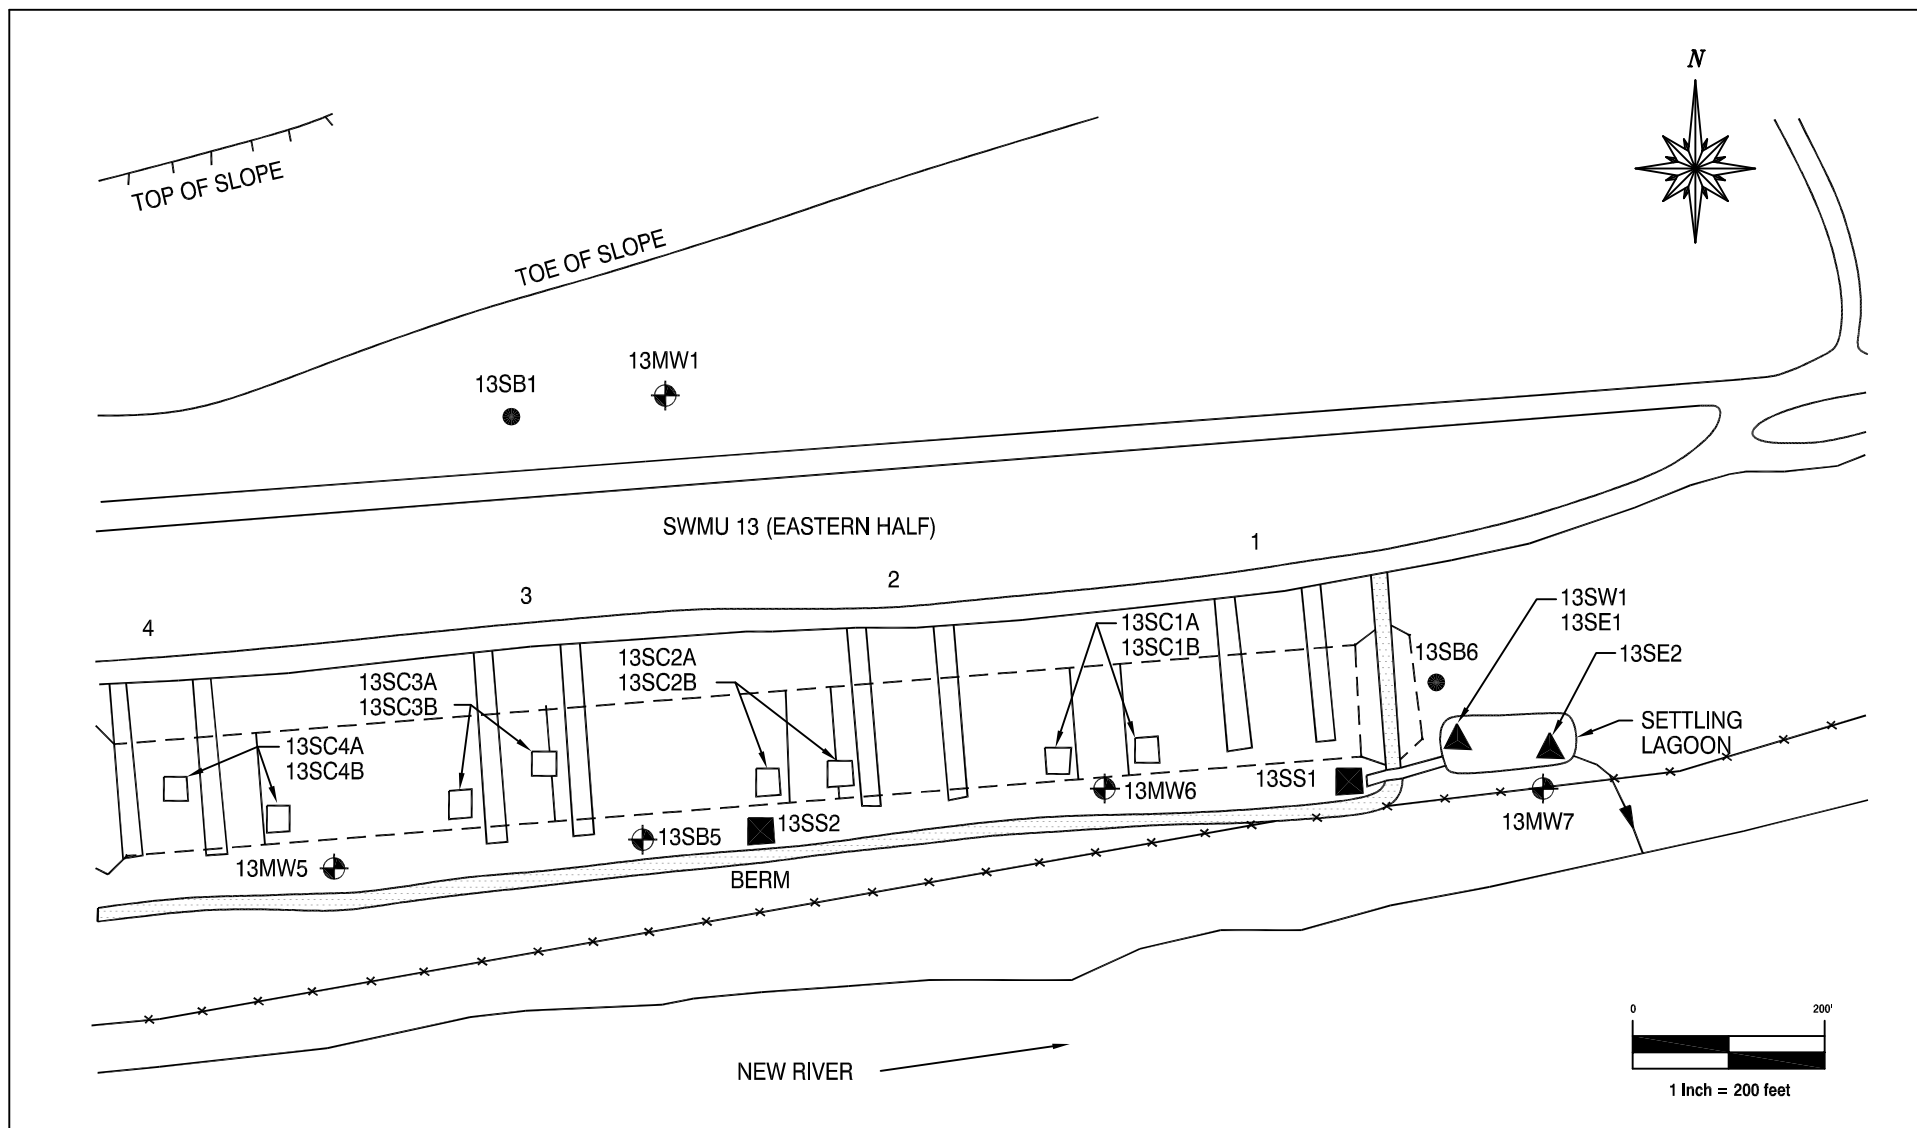 N
TOP OF SLOPE
TOE OF SLOPE
13MW1
13SB1
SWMU 13 (EASTERN HALF)
1
2
3
4
13SW1
13SE1
13SC1A
13SC1B
13SE2
13SB6
13SC2A
13SC2B
13SC3A
13SC3B
SETTLING
LAGOON
13SC4A
13SC4B
13SS1
13MW6
13MW7
13SS2
13SB5
13MW5
BERM
NEW RIVER
0 200'
1 Inch = 200 feet